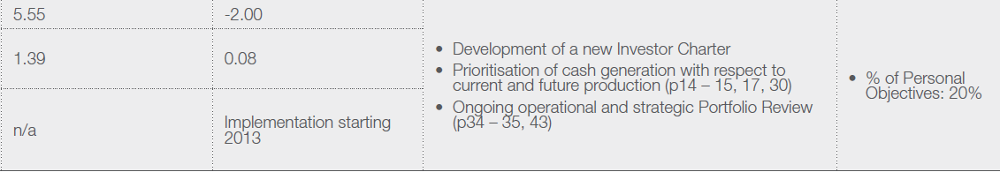 5.55
-2.00
1.39
0.08
n/a
Implementation starting
2013
• Development of a new Investor Charter
• Prioritisation of cash generation with respect to
current and future production (p14 – 15, 17, 30)
• Ongoing operational and strategic Portfolio Review
(p34 – 35, 43)
• % of Personal
Objectives: 20%